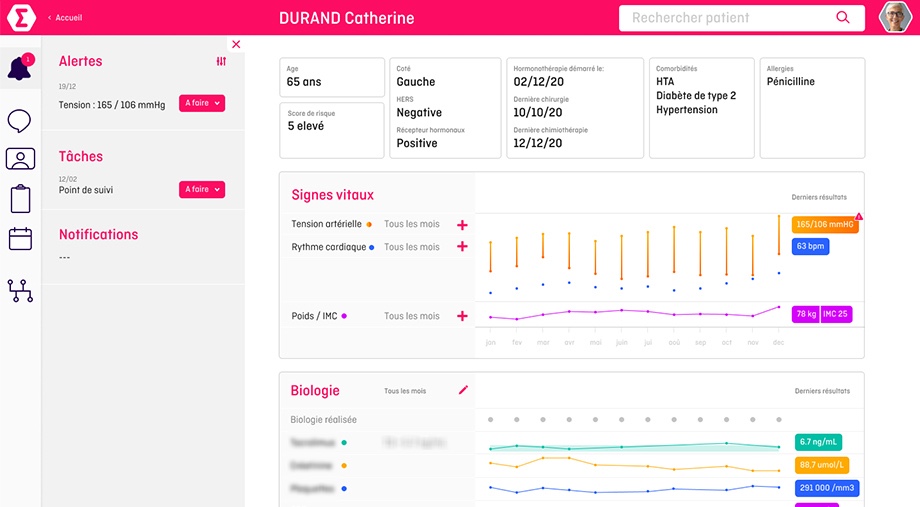 Accueil
DURAND Catherine
Rechercher patient
1
Alertes
19/12
Tension : 165 / 106 mmHg
A faire
Tâches
12/02
Point de suivi
A faire
Notifications
---
Age
65 ans
Score de risque
5 elevé
Coté
Gauche
HERS
Negative
Récepteur hormonaux
Positive
Hormonothérapie démarré le:
02/12/20
Dernière chirurgie
10/10/20
Dernière chimiothérapie
12/12/20
Comorbidités
HTA
Diabète de type 2
Hypertension
Allergies
Pénicilline
Signes vitaux
Derniers résultats
Tension artérielle Tous les mois
165/106 mmHG
Rythme cardiaque Tous les mois
63 bpm
Poids / IMC Tous les mois
78 kg IMC 25
jan fev mar avr mai juin jui aoû sep oct nov dec
Biologie
Tous les mois
Derniers résultats
Biologie réalisée
6.7 ng/mL
88,7 umol/L
291 000 /mm3